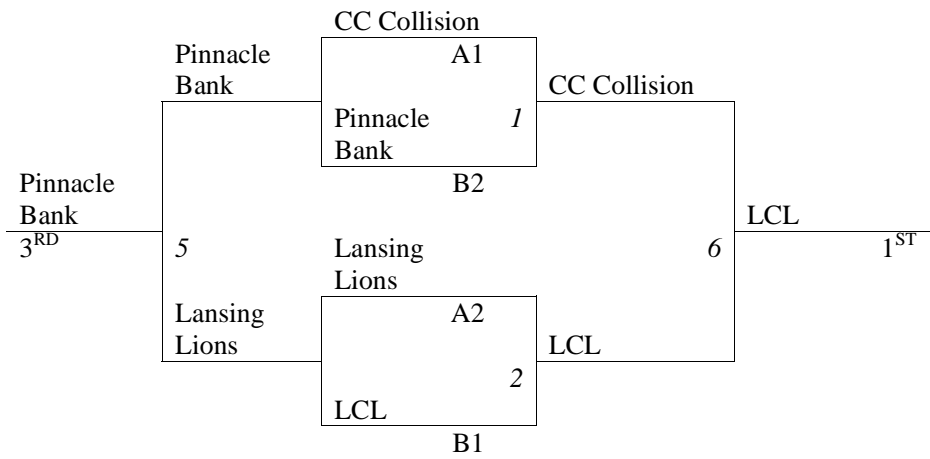 CC Collision
Pinnacle
Bank
A1
CC Collision
Pinnacle
Bank
1
B2
Pinnacle
Bank
3RD
5
Lansing
Lions
6
LCL
1ST
Lansing
Lions
A2
LCL
2
LCL
B1